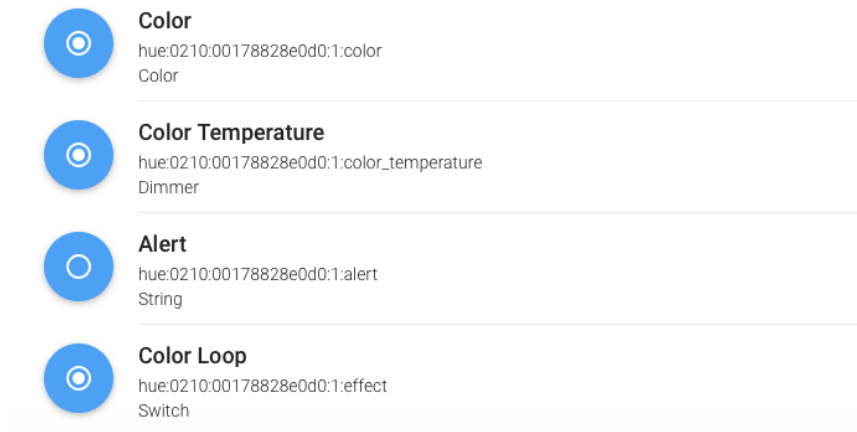 Color
hue:0210:00178828e0d0:1:color
Color
Color Temperature
hue:0210:00178828e0d0:1:color_temperature
Dimmer
Alert
hue:0210:00178828e0d0:1:alert
String
Color Loop
hue:0210:00178828e0d0:1:effect
Switch